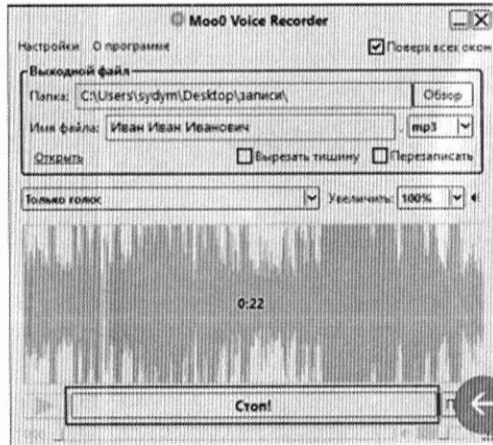 Moo0 Voice Recorder
Настройки О программе Поверх всех окон
Выходной файл
Папка: C:\Users\sydym\Desktop\записи\ Обзор
Имя файла: Иван Иван Иванович . mp3
Открыть Вырезать тишину Перезаписать
Только голос Увеличить: 100%
0:22
Стоп!